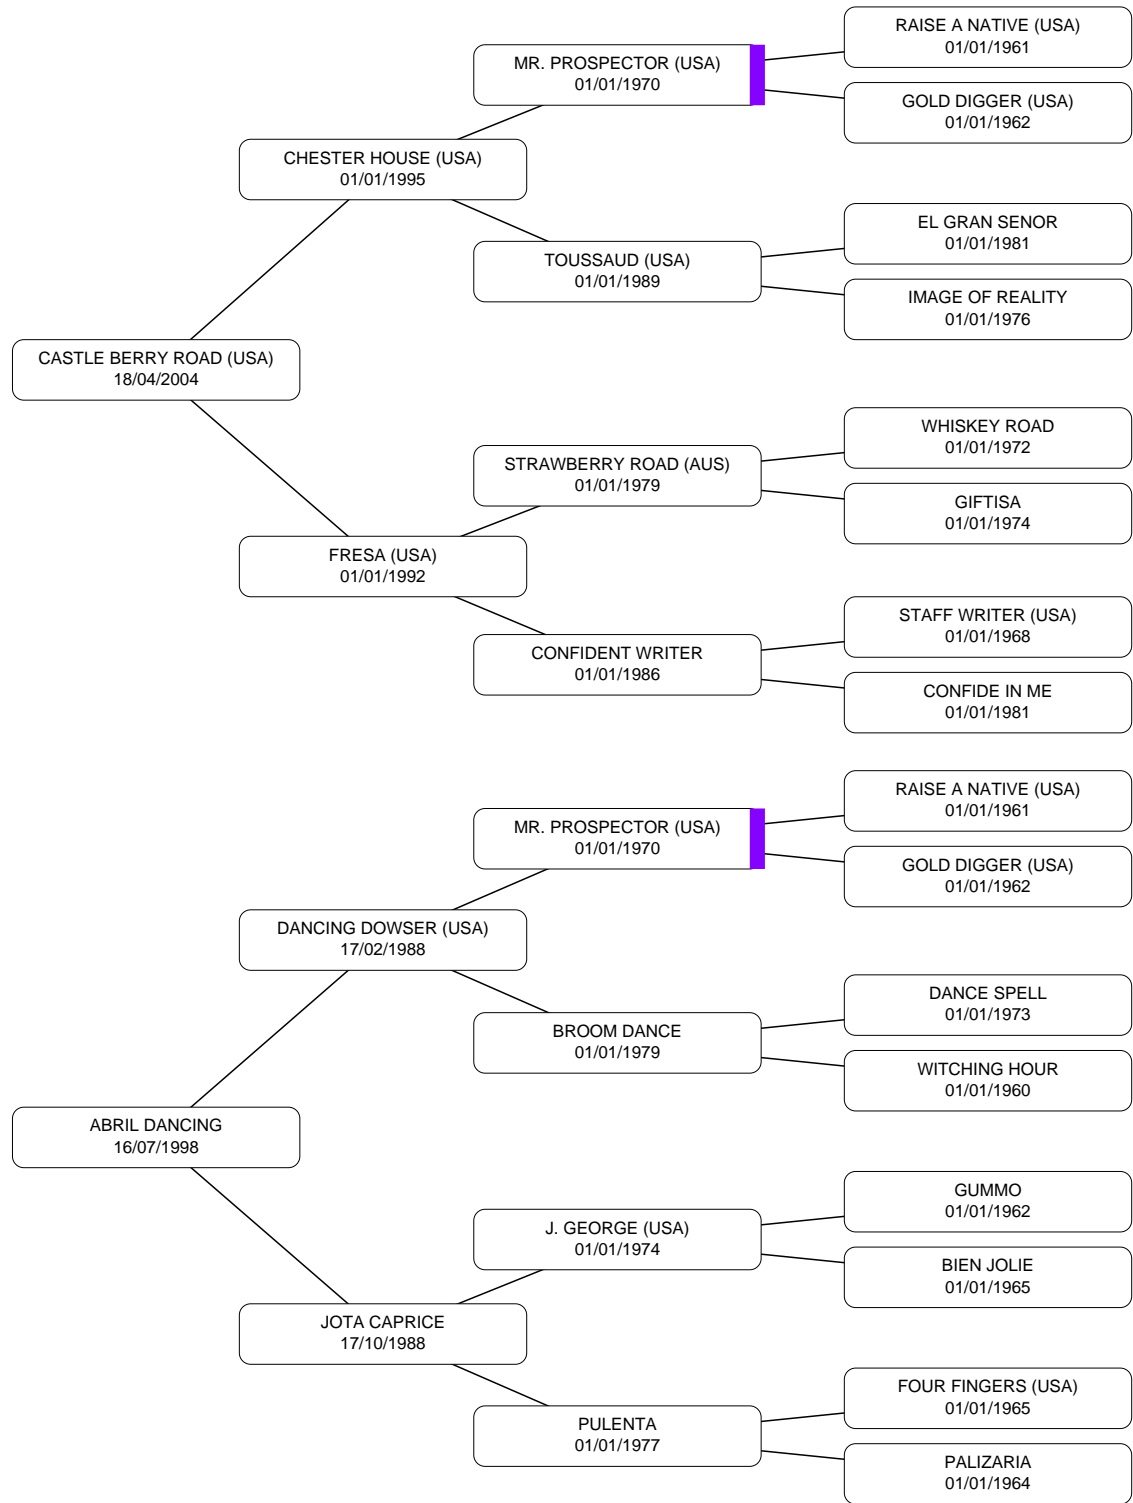 RAISE A NATIVE (USA)
01/01/1961
MR. PROSPECTOR (USA)
01/01/1970
GOLD DIGGER (USA)
01/01/1962
CHESTER HOUSE (USA)
01/01/1995
EL GRAN SENOR
01/01/1981
TOUSSAUD (USA)
01/01/1989
IMAGE OF REALITY
01/01/1976
CASTLE BERRY ROAD (USA)
18/04/2004
WHISKEY ROAD
01/01/1972
STRAWBERRY ROAD (AUS)
01/01/1979
GIFTISA
01/01/1974
FRESA (USA)
01/01/1992
STAFF WRITER (USA)
01/01/1968
CONFIDENT WRITER
01/01/1986
CONFIDE IN ME
01/01/1981
RAISE A NATIVE (USA)
01/01/1961
MR. PROSPECTOR (USA)
01/01/1970
GOLD DIGGER (USA)
01/01/1962
DANCING DOWSER (USA)
17/02/1988
DANCE SPELL
01/01/1973
BROOM DANCE
01/01/1979
WITCHING HOUR
01/01/1960
ABRIL DANCING
16/07/1998
GUMMO
01/01/1962
J. GEORGE (USA)
01/01/1974
BIEN JOLIE
01/01/1965
JOTA CAPRICE
17/10/1988
FOUR FINGERS (USA)
01/01/1965
PULENTA
01/01/1977
PALIZARIA
01/01/1964